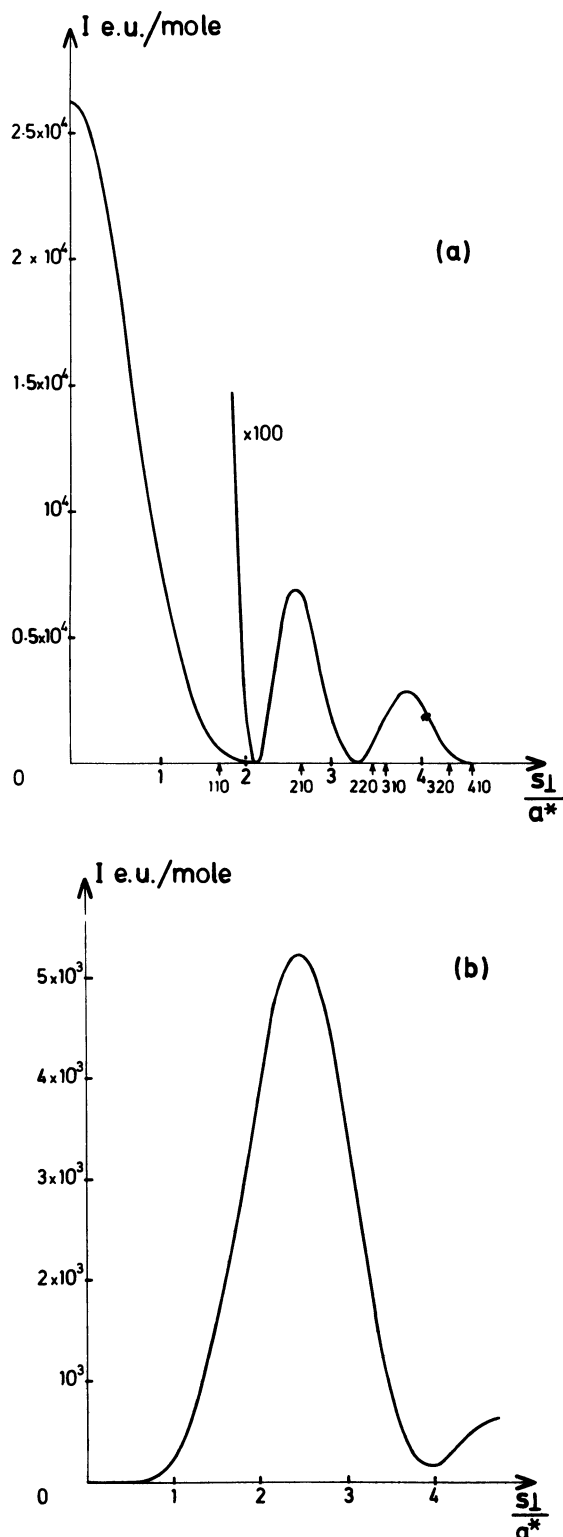 I e.u./mole
2.5x10⁴
(a)
2 x 10⁴
1.5x10⁴
x100
10⁴
0.5x10⁴
0
1 2 3 4
110 210 220 310 320 410
s⊥
a*
I e.u./mole
(b)
5x10³
4x10³
3x10³
2x10³
10³
0
1 2 3 4
s⊥
a*